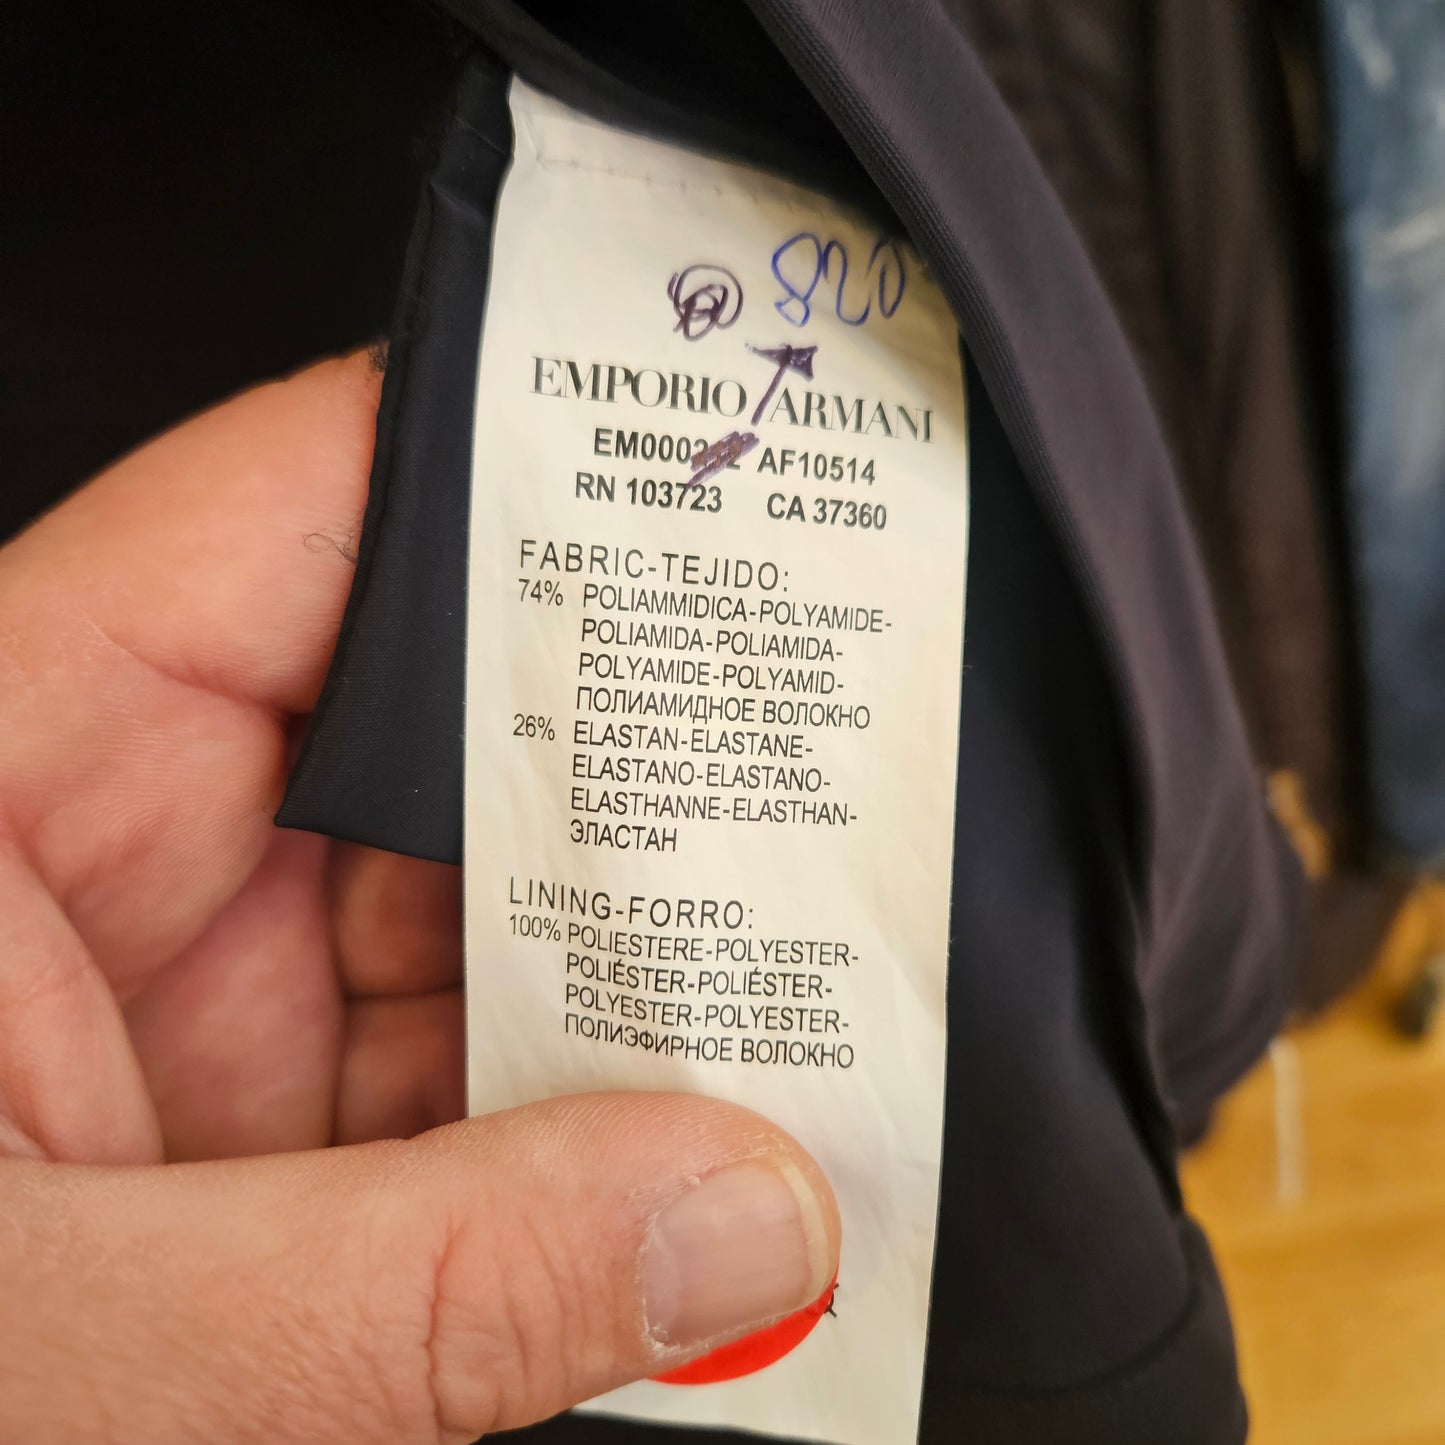 820
EMPORIO ARMANI
AF10514
RN 103723 CA 37360
FABRIC-TEJIDO:
74% POLIAMMIDICA-POLYAMIDE-
POLIAMIDA-POLIAMIDA-
POLYAMIDE-POLYAMID-
ПОЛИАМИДНОЕ ВОЛОКНО
26% ELASTAN-ELASTANE-
ELASTANO-ELASTANO-
ELASTHANNE-ELASTHAN-
ЭЛАСТАН
LINING-FORRO:
100% POLIESTERE-POLYESTER-
POLIÉSTER-POLIÉSTER-
POLYESTER-POLYESTER-
ПОЛИЭФИРНОЕ ВОЛОКНО